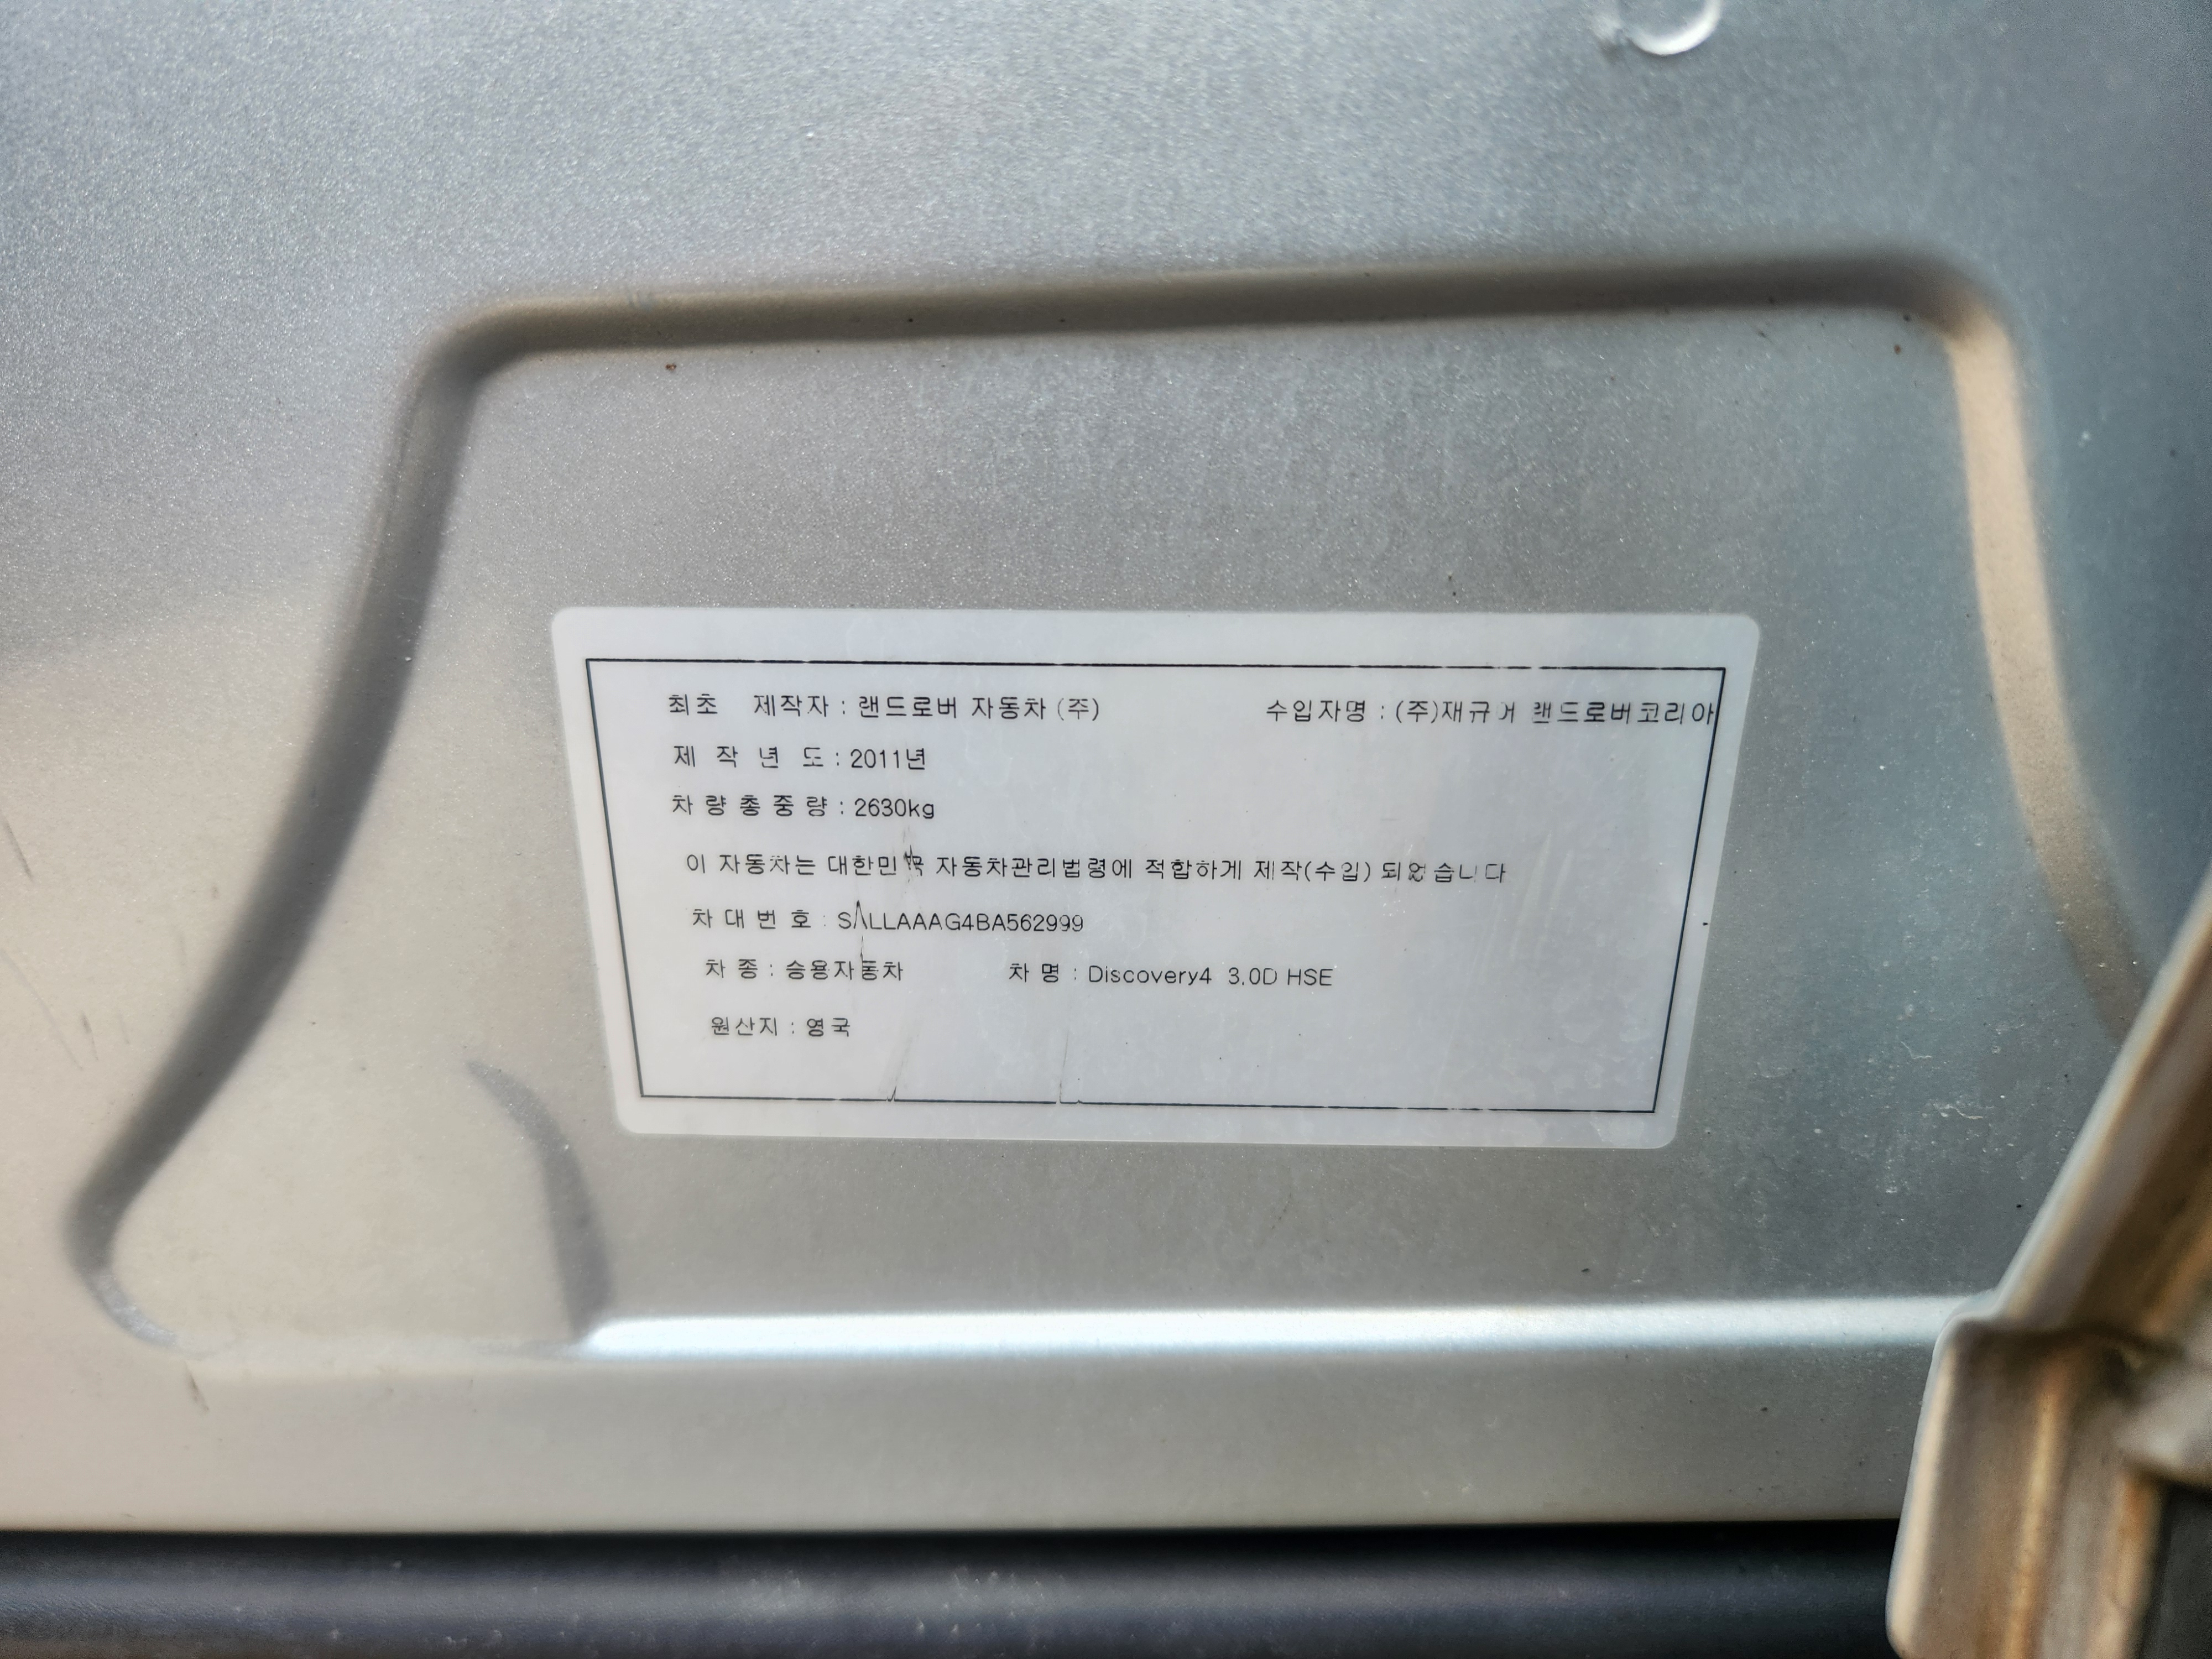 최초 제작자 : 랜드로버 자동차 (주) 수입자명 : (주)재규어 랜드로버코리아
제 작 년 도 : 2011년
차 량 총 중 량 : 2630kg
이 자동차는 대한민국 자동차관리법령에 적합하게 제작(수입) 되었습니다
차 대 번 호 : SALLAAAG4BA562999
차 종 : 승용자동차 차 명 : Discovery4 3.0D HSE
원산지 : 영국